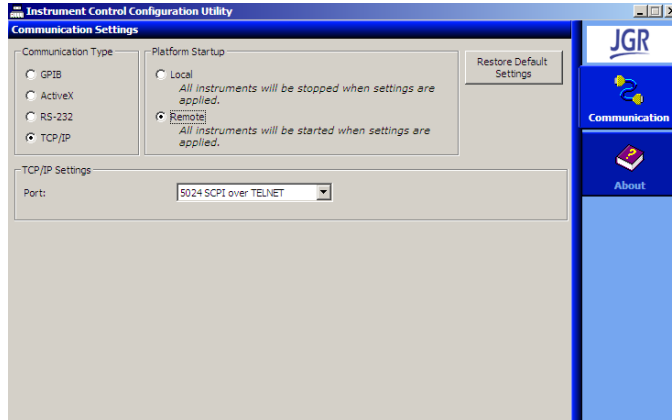 Instrument Control Configuration Utility
Communication Settings
Communication Type
GPIB
ActiveX
RS-232
TCP/IP
Platform Startup
Local
All instruments will be stopped when settings are
applied.
Remote
All instruments will be started when settings are
applied.
Restore Default
Settings
TCP/IP Settings
Port:
5024 SCPI over TELNET
JGR
Communication
About